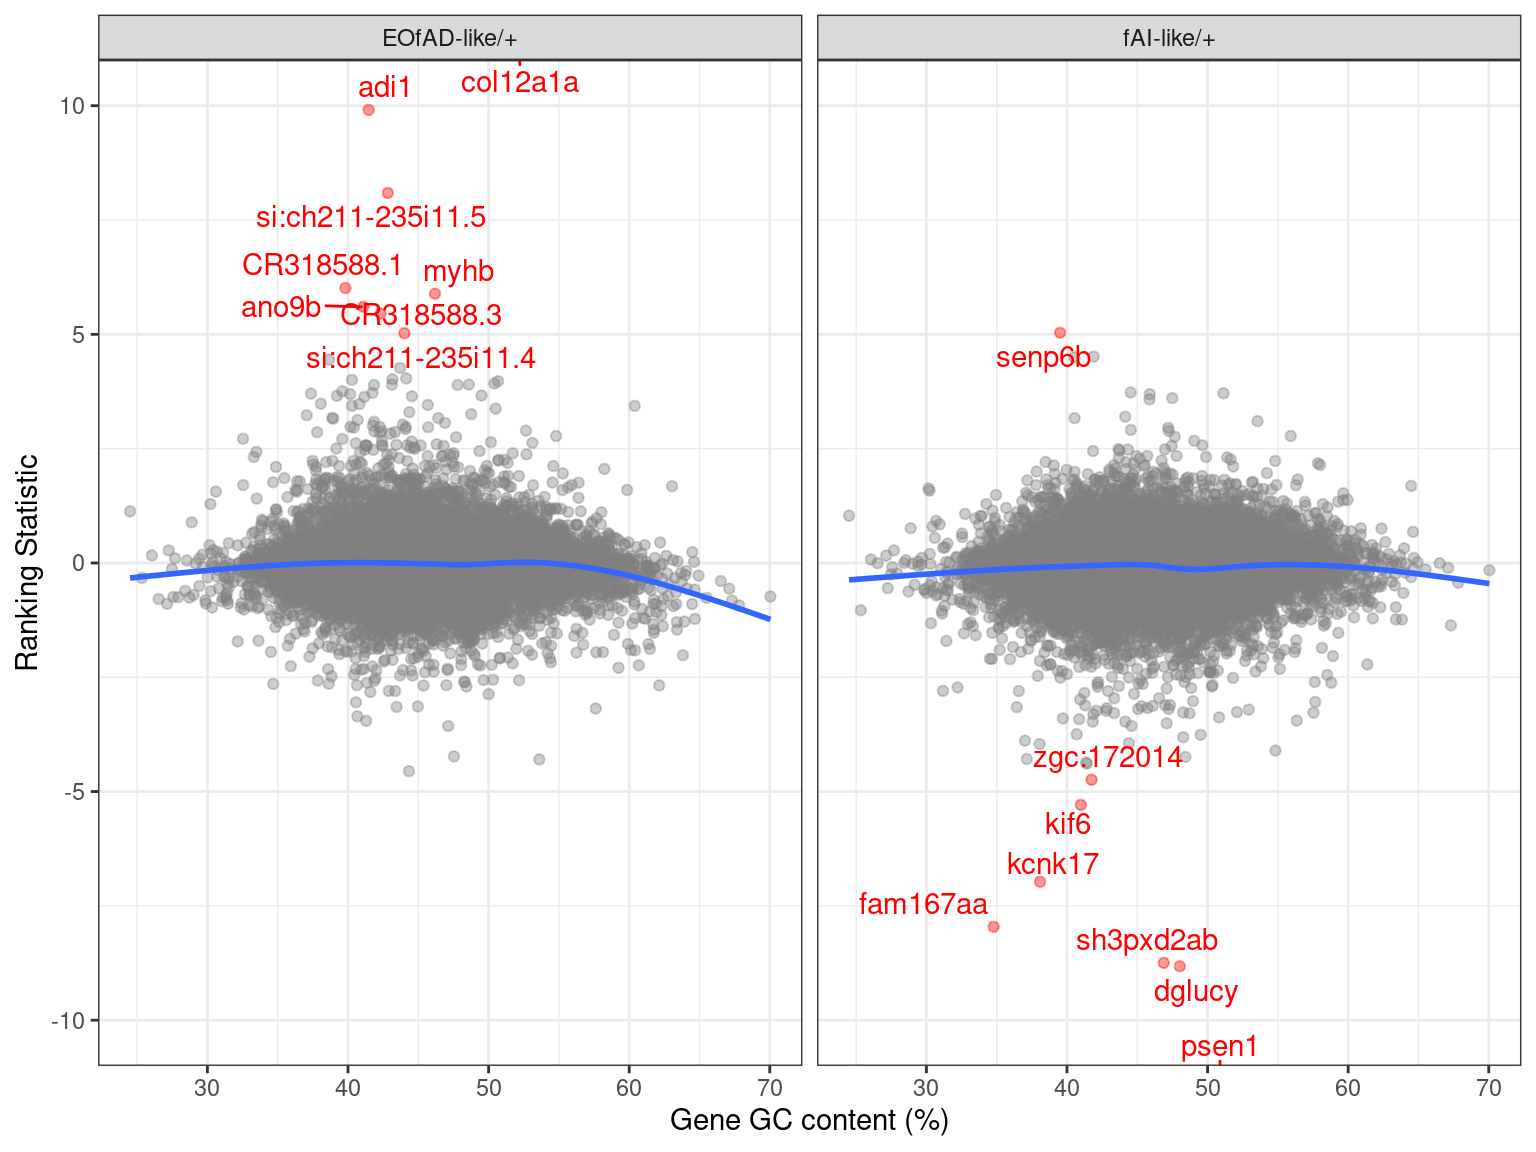 EOfAD-like/+
fAI-like/+
Ranking Statistic
10
5
0
-5
-10
adi1
col12a1a
si:ch211-235i11.5
CR318588.1
myhb
ano9b
CR318588.3
si:ch211-235i11.4
senp6b
zgc:172014
kif6
kcnk17
fam167aa
sh3pxd2ab
dglucy
psen1
30 40 50 60 70
30 40 50 60 70
Gene GC content (%)